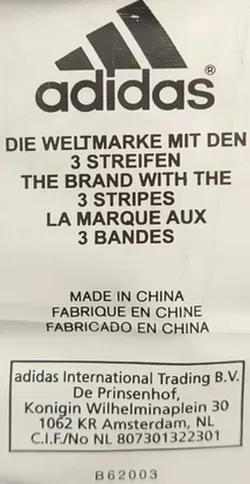 adidas®
DIE WELTMARKE MIT DEN
3 STREIFEN
THE BRAND WITH THE
3 STRIPES
LA MARQUE AUX
3 BANDES
MADE IN CHINA
FABRIQUE EN CHINE
FABRICADO EN CHINA
adidas International Trading B.V.
De Prinsenhof,
Konigin Wilhelminaplein 30
1062 KR Amsterdam, NL
C.I.F./No NL 807301322301
B62003